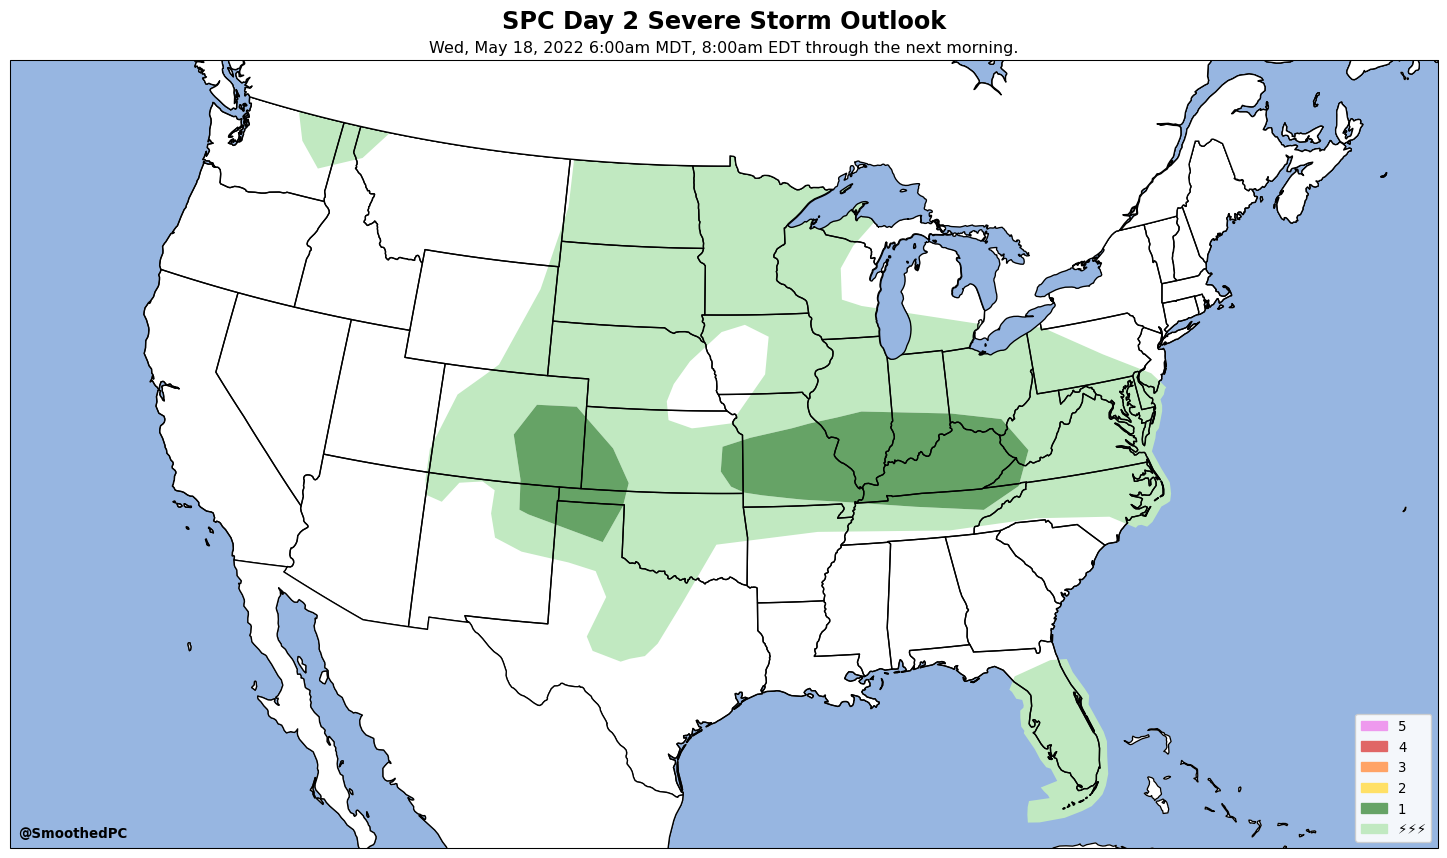 SPC Day 2 Severe Storm Outlook
Wed, May 18, 2022 6:00am MDT, 8:00am EDT through the next morning.
5
4
3
2
1
⚡⚡⚡
@SmoothedPC